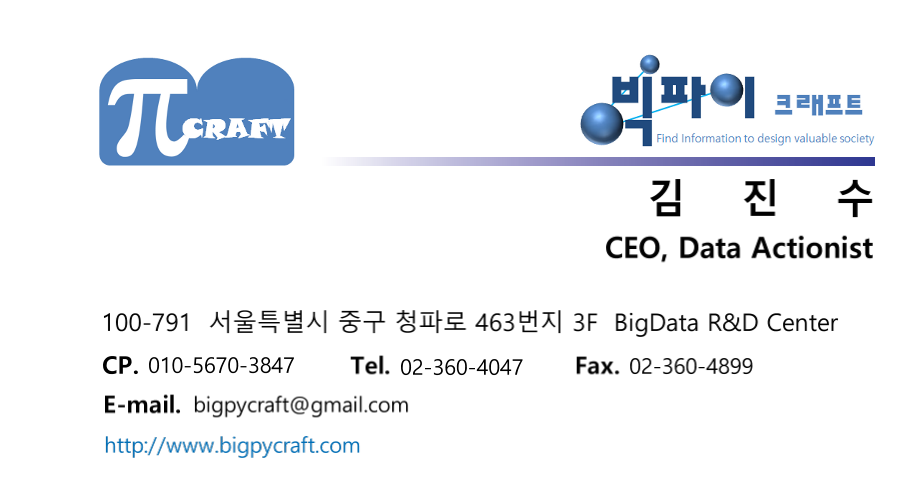 π CRAFT
빅파이 크래프트
Find Information to design valuable society
김 진 수
CEO, Data Actionist
100-791 서울특별시 중구 청파로 463번지 3F BigData R&D Center
CP. 010-5670-3847 Tel. 02-360-4047 Fax. 02-360-4899
E-mail. bigpycraft@gmail.com
http://www.bigpycraft.com